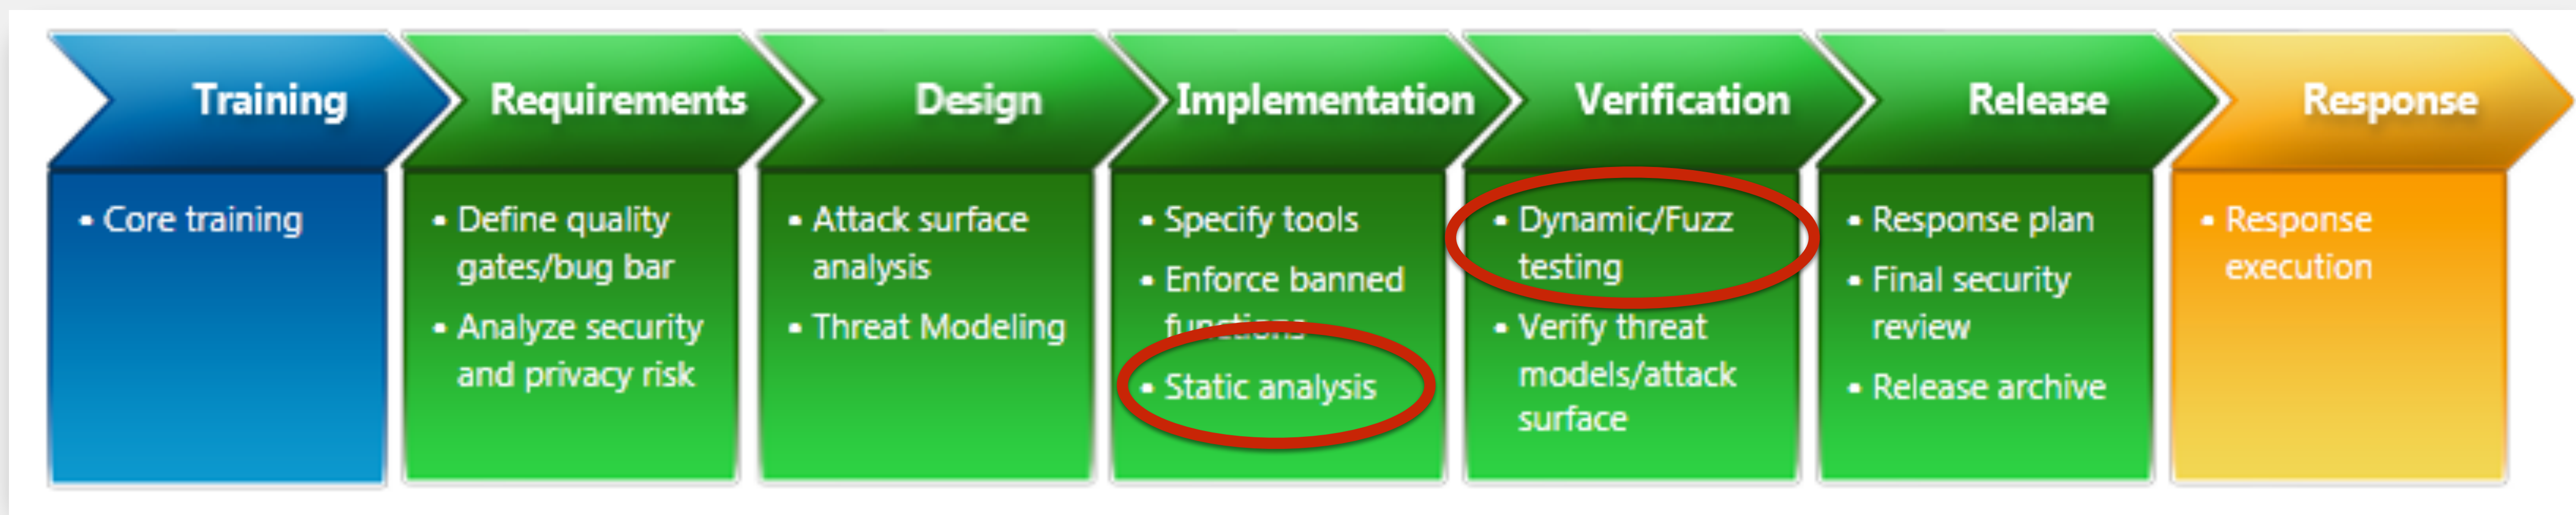 Training
• Core training
Requirements
• Define quality
gates/bug bar
• Analyze security
and privacy risk
Design
• Attack surface
analysis
• Threat Modeling
Implementation
• Specify tools
• Enforce banned
functions
• Static analysis
Verification
• Dynamic/Fuzz
testing
• Verify threat
models/attack
surface
Release
• Response plan
• Final security
review
• Release archive
Response
• Response
execution